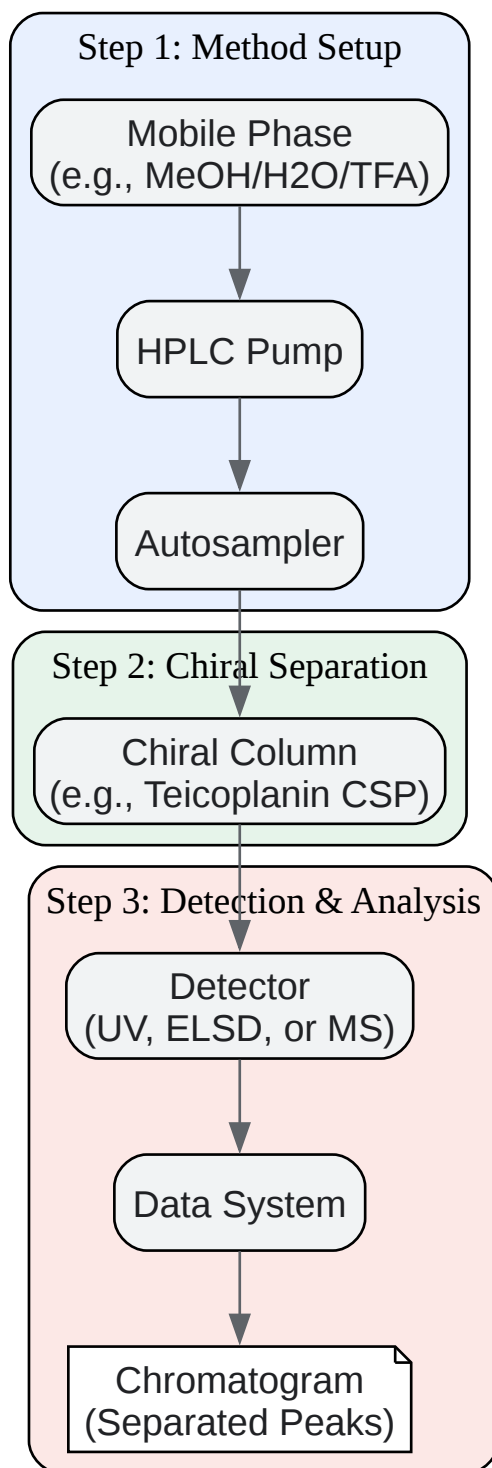 Step 1: Method Setup
Mobile Phase
(e.g., MeOH/H2O/TFA)
HPLC Pump
Autosampler
Step 2: Chiral Separation
Chiral Column
(e.g., Teicoplanin CSP)
Step 3: Detection & Analysis
Detector
(UV, ELSD, or MS)
Data System
Chromatogram
(Separated Peaks)